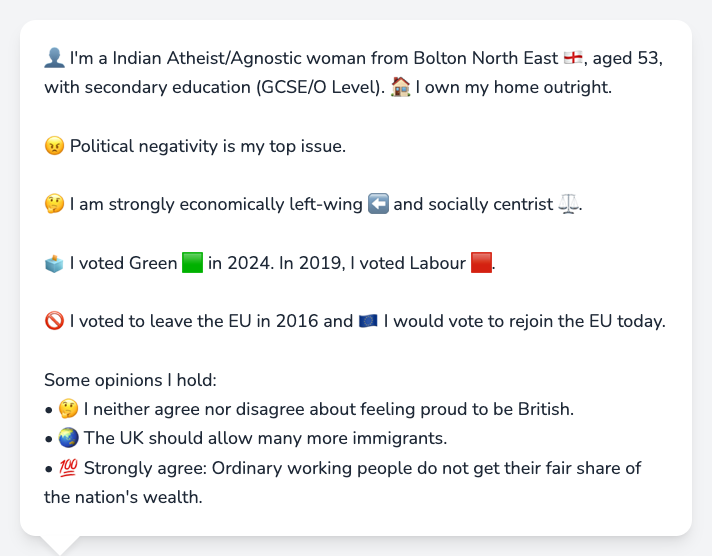 👤 I'm a Indian Atheist/Agnostic woman from Bolton North East 🏴󠁧󠁢󠁥󠁮󠁧󠁿, aged 53,
with secondary education (GCSE/O Level). 🏠 I own my home outright.
😠 Political negativity is my top issue.
🤔 I am strongly economically left-wing ⬅️ and socially centrist ⚖️.
🗳️ I voted Green 🟩 in 2024. In 2019, I voted Labour 🟥.
🚫 I voted to leave the EU in 2016 and 🇪🇺 I would vote to rejoin the EU today.
Some opinions I hold:
• 🤔 I neither agree nor disagree about feeling proud to be British.
• 🌏 The UK should allow many more immigrants.
• 💯 Strongly agree: Ordinary working people do not get their fair share of
the nation's wealth.